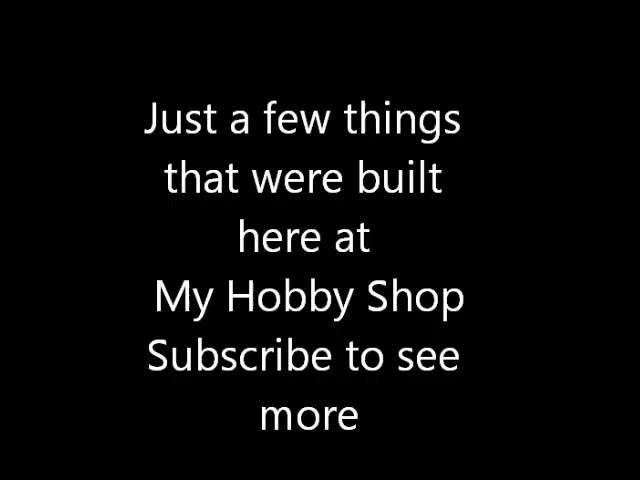 Just a few things
that were built
here at
My Hobby Shop
Subscribe to see
more